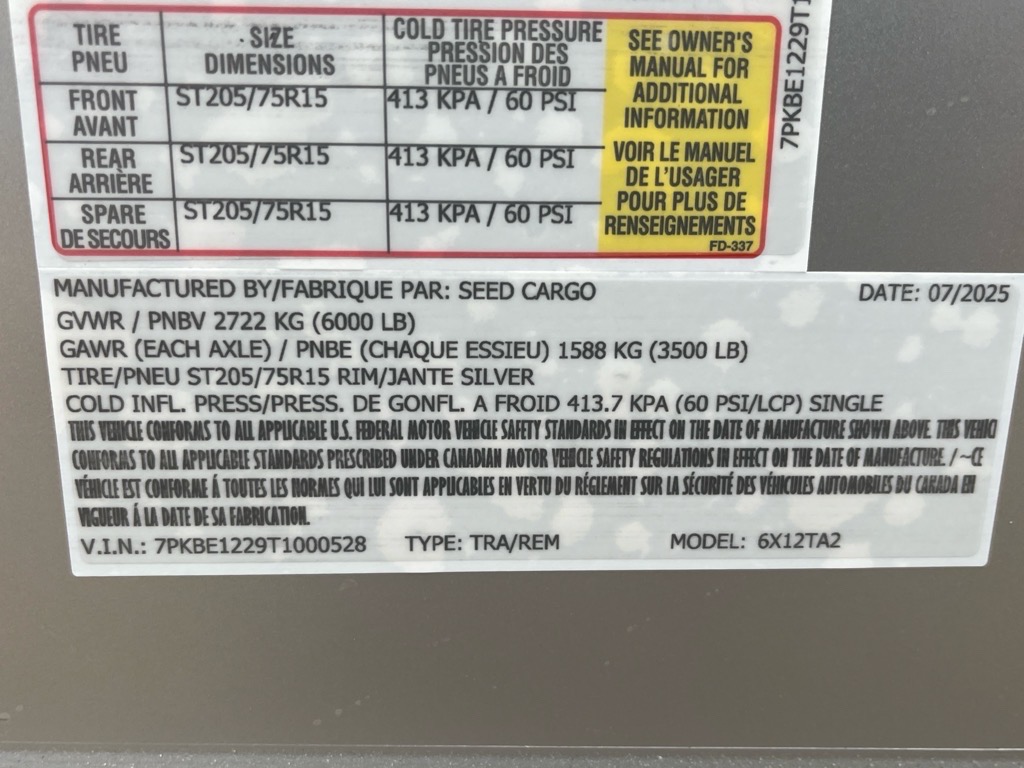 TIRE PNEU SIZE DIMENSIONS COLD TIRE PRESSURE PRESSION DES PNEUS A FROID
FRONT AVANT ST205/75R15 413 KPA / 60 PSI
REAR ARRIÈRE ST205/75R15 413 KPA / 60 PSI
SPARE DE SECOURS ST205/75R15 413 KPA / 60 PSI
SEE OWNER'S
MANUAL FOR
ADDITIONAL
INFORMATION
VOIR LE MANUEL
DE L'USAGER
POUR PLUS DE
RENSEIGNEMENTS
FD-337
7PKBE1229T1
MANUFACTURED BY/FABRIQUE PAR: SEED CARGO DATE: 07/2025
GVWR / PNBV 2722 KG (6000 LB)
GAWR (EACH AXLE) / PNBE (CHAQUE ESSIEU) 1588 KG (3500 LB)
TIRE/PNEU ST205/75R15 RIM/JANTE SILVER
COLD INFL. PRESS/PRESS. DE GONFL. A FROID 413.7 KPA (60 PSI/LCP) SINGLE
THIS VEHICLE CONFORMS TO ALL APPLICABLE U.S. FEDERAL MOTOR VEHICLE SAFETY STANDARDS IN EFFECT ON THE DATE OF MANUFACTURE SHOWN ABOVE. THIS VEHIC
CONFORMS TO ALL APPLICABLE STANDARDS PRESCRIBED UNDER CANADIAN MOTOR VEHICLE SAFETY REGULATIONS IN EFFECT ON THE DATE OF MANUFACTURE. / ~CE
VÉHICLE EST CONFORME Á TOUTES LES NORMES QUI LUI SONT APPLICABLES EN VERTU DU RÉGLEMENT SUR LA SÉCURITÉ DES VÉHICULES AUTOMOBILES DU CANADA EN
VIGUEUR Á LA DATE DE SA FABRICATION.
V.I.N.: 7PKBE1229T1000528 TYPE: TRA/REM MODEL: 6X12TA2